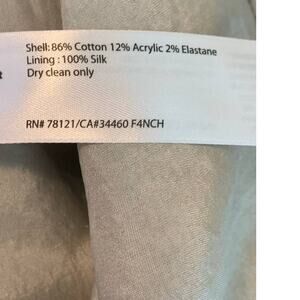 Shell: 86% Cotton 12% Acrylic 2% Elastane
Lining : 100% Silk
Dry clean only
RN# 78121/CA#34460 F4NCH